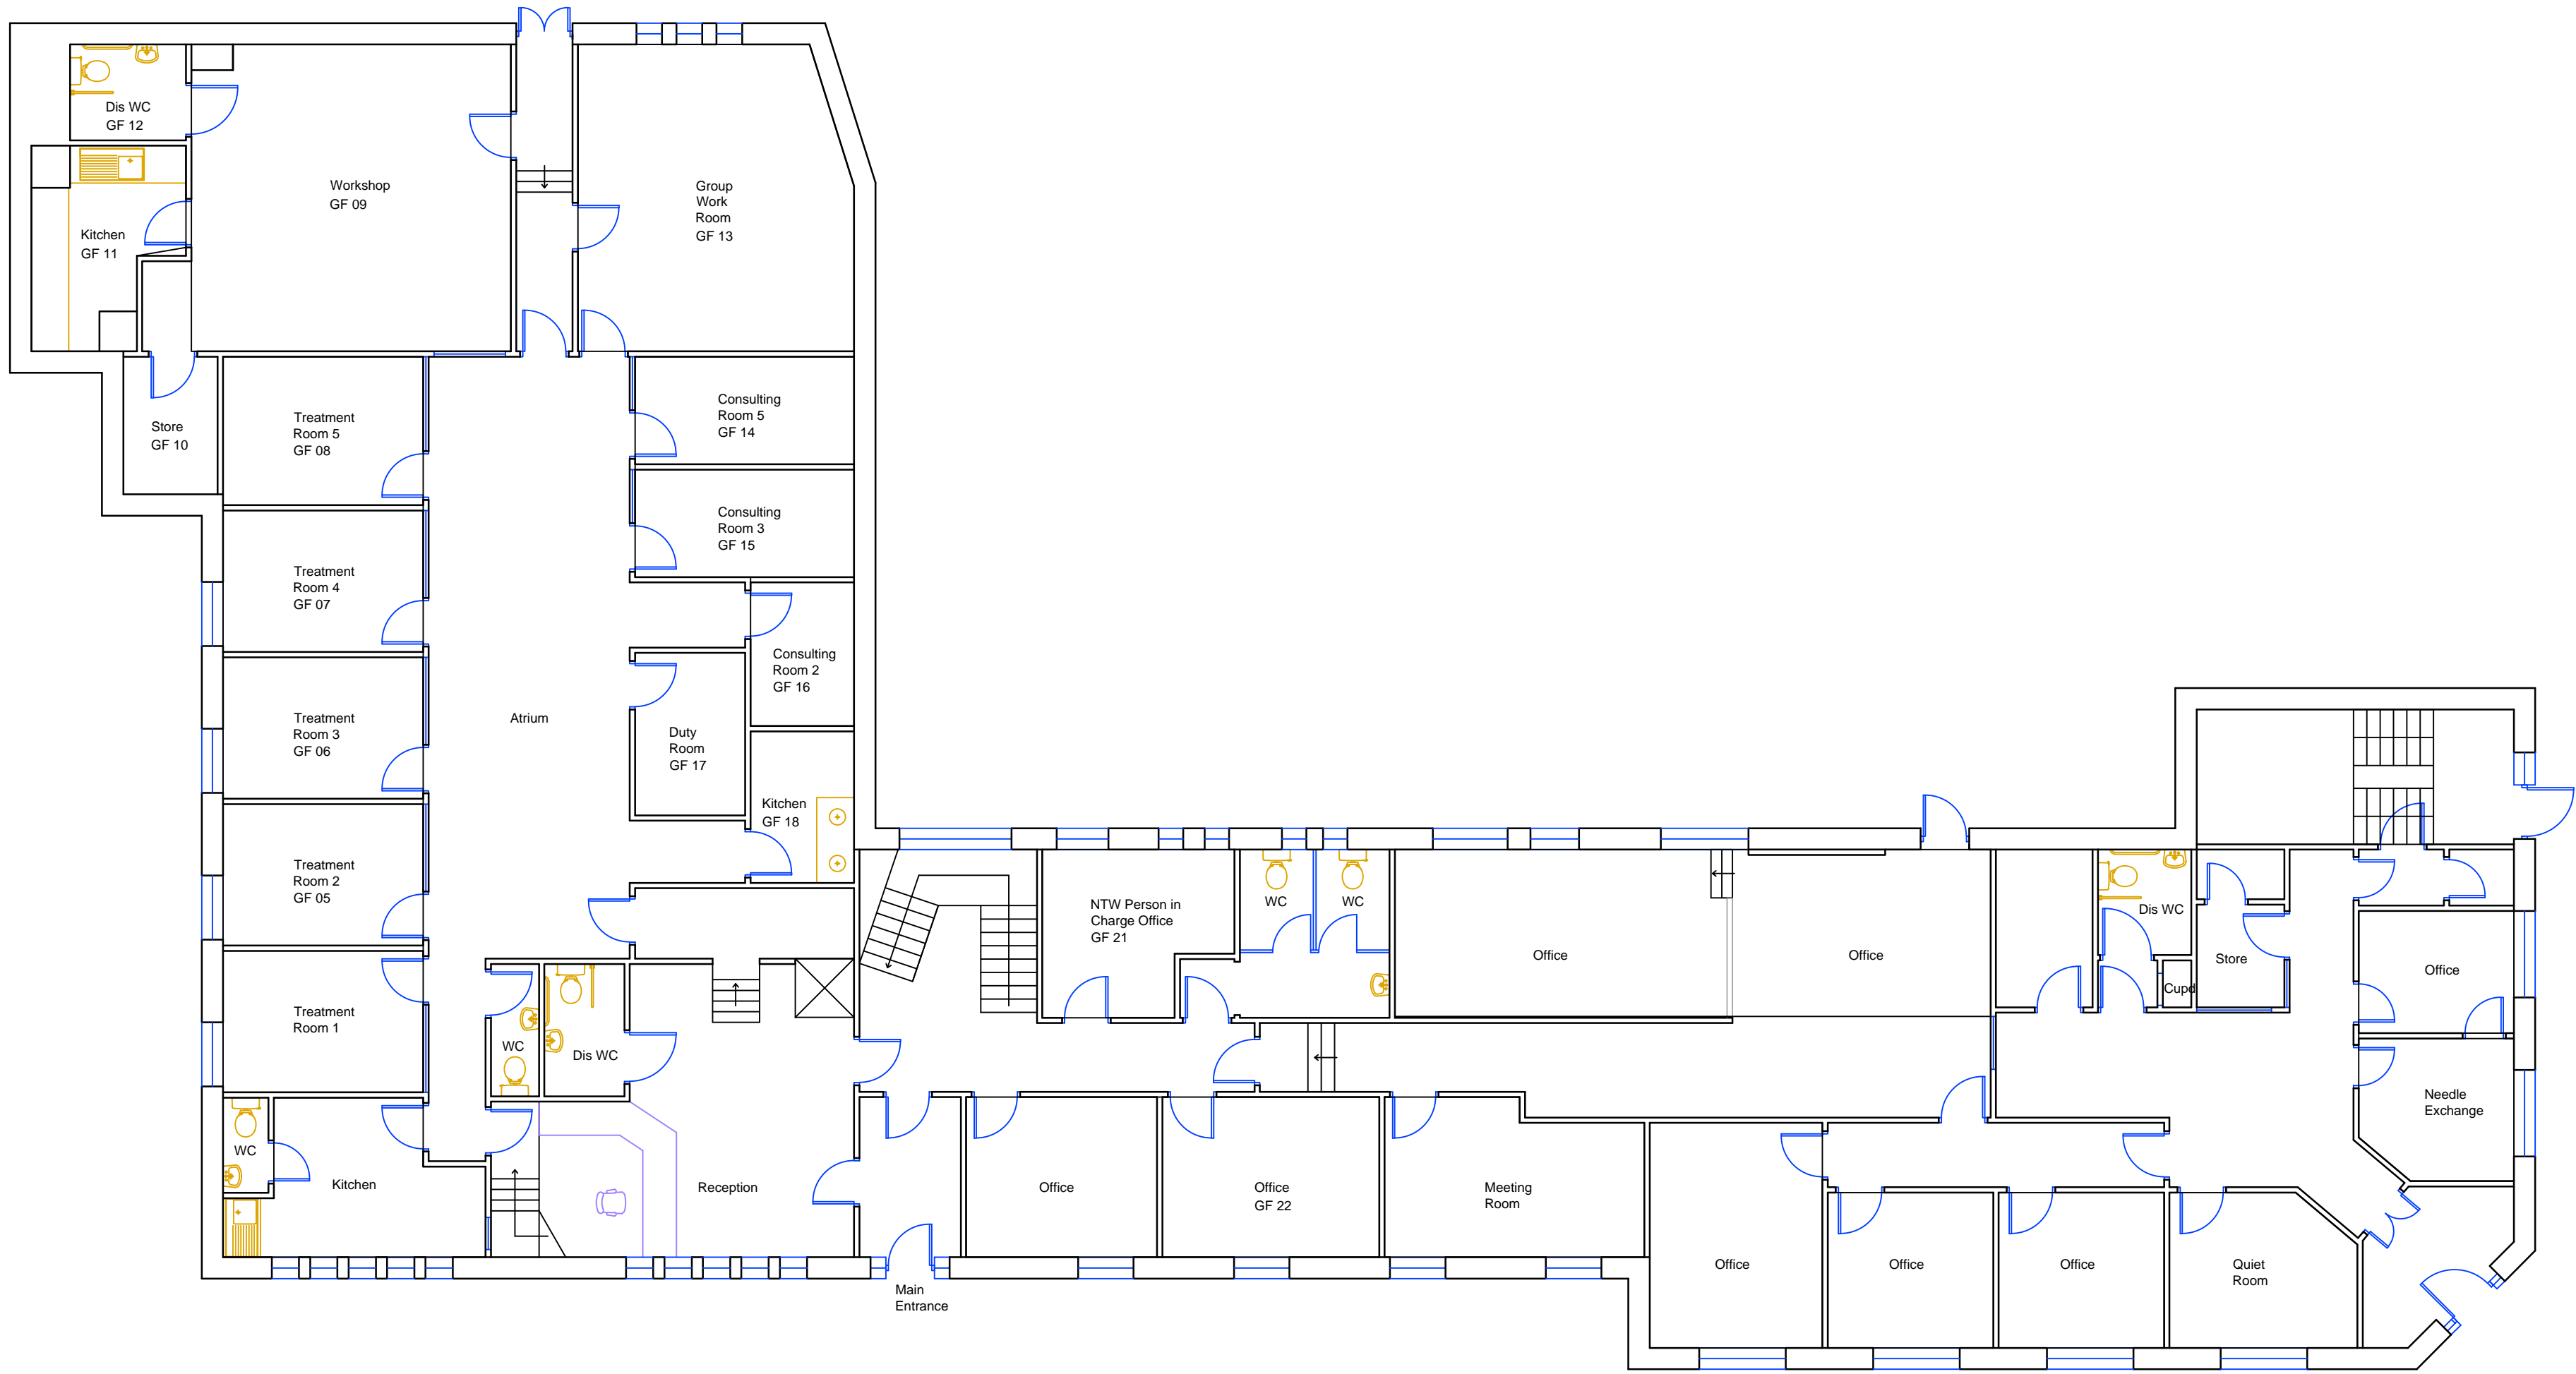 Dis WC
GF 12
Workshop
GF 09
Group
Work
Room
GF 13
Kitchen
GF 11
Store
GF 10
Treatment
Room 5
GF 08
Consulting
Room 5
GF 14
Consulting
Room 3
GF 15
Treatment
Room 4
GF 07
Consulting
Room 2
GF 16
Treatment
Room 3
GF 06
Atrium
Duty
Room
GF 17
Kitchen
GF 18
Treatment
Room 2
GF 05
NTW Person in
Charge Office
GF 21
WC
WC
Office
Office
Dis WC
Store
Cupd
Office
Treatment
Room 1
WC
Dis WC
Needle
Exchange
WC
Kitchen
Reception
Office
Office
GF 22
Meeting
Room
Office
Office
Office
Quiet
Room
Main
Entrance